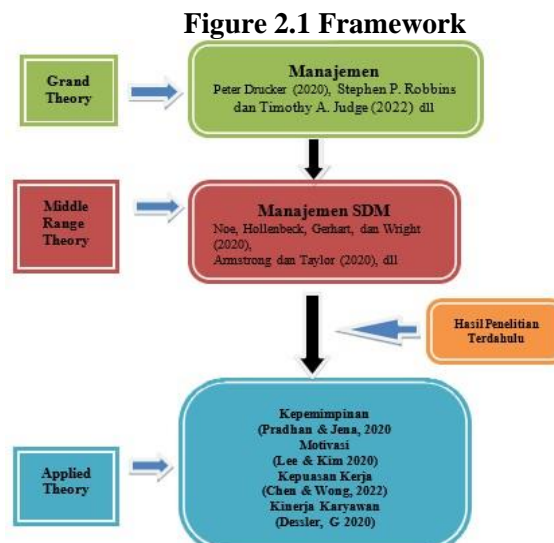 Figure 2.1 Framework
Grand
Theory
Manajemen
Peter Drucker (2020), Stephen P. Robbins
dan Timothy A. Judge (2022) dll
Middle
Range
Theory
Manajemen SDM
Noe, Hollenbeck, Gerhart, dan Wright
(2020),
Armstrong dan Taylor (2020), dll
Hasil Penelitian
Terdahulu
Applied
Theory
Kepemimpinan
(Pradhan & Jena, 2020
Motivasi
(Lee & Kim 2020)
Kepuasan Kerja
(Chen & Wong, 2022)
Kinerja Karyawan
(Dessler, G 2020)